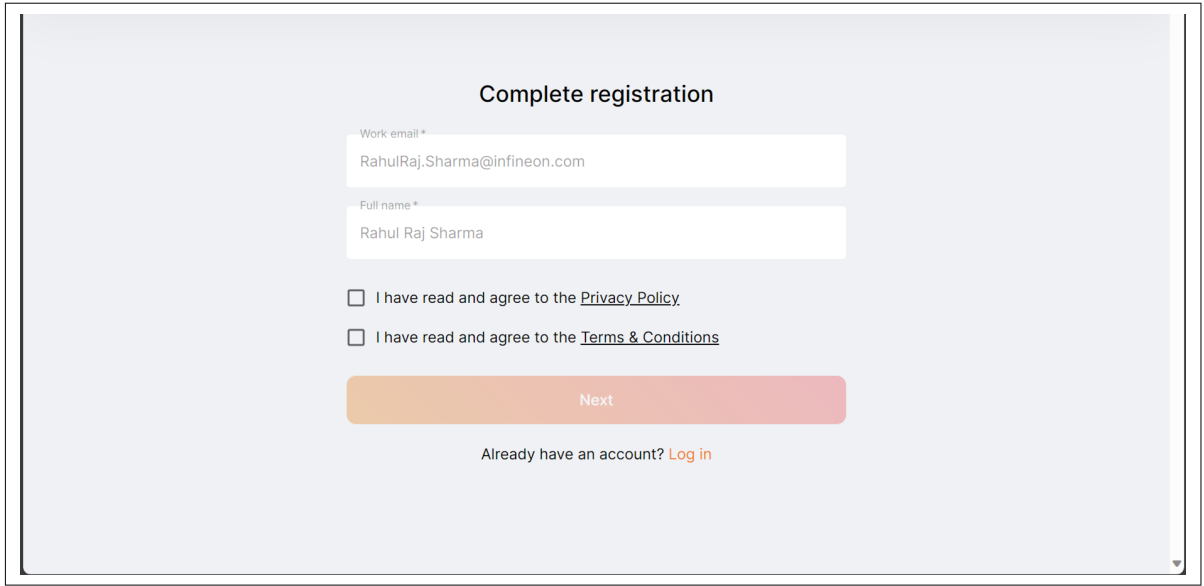 Complete registration
Work email *
RahulRaj.Sharma@infineon.com
Full name *
Rahul Raj Sharma
I have read and agree to the Privacy Policy
I have read and agree to the Terms & Conditions
Next
Already have an account? Log in